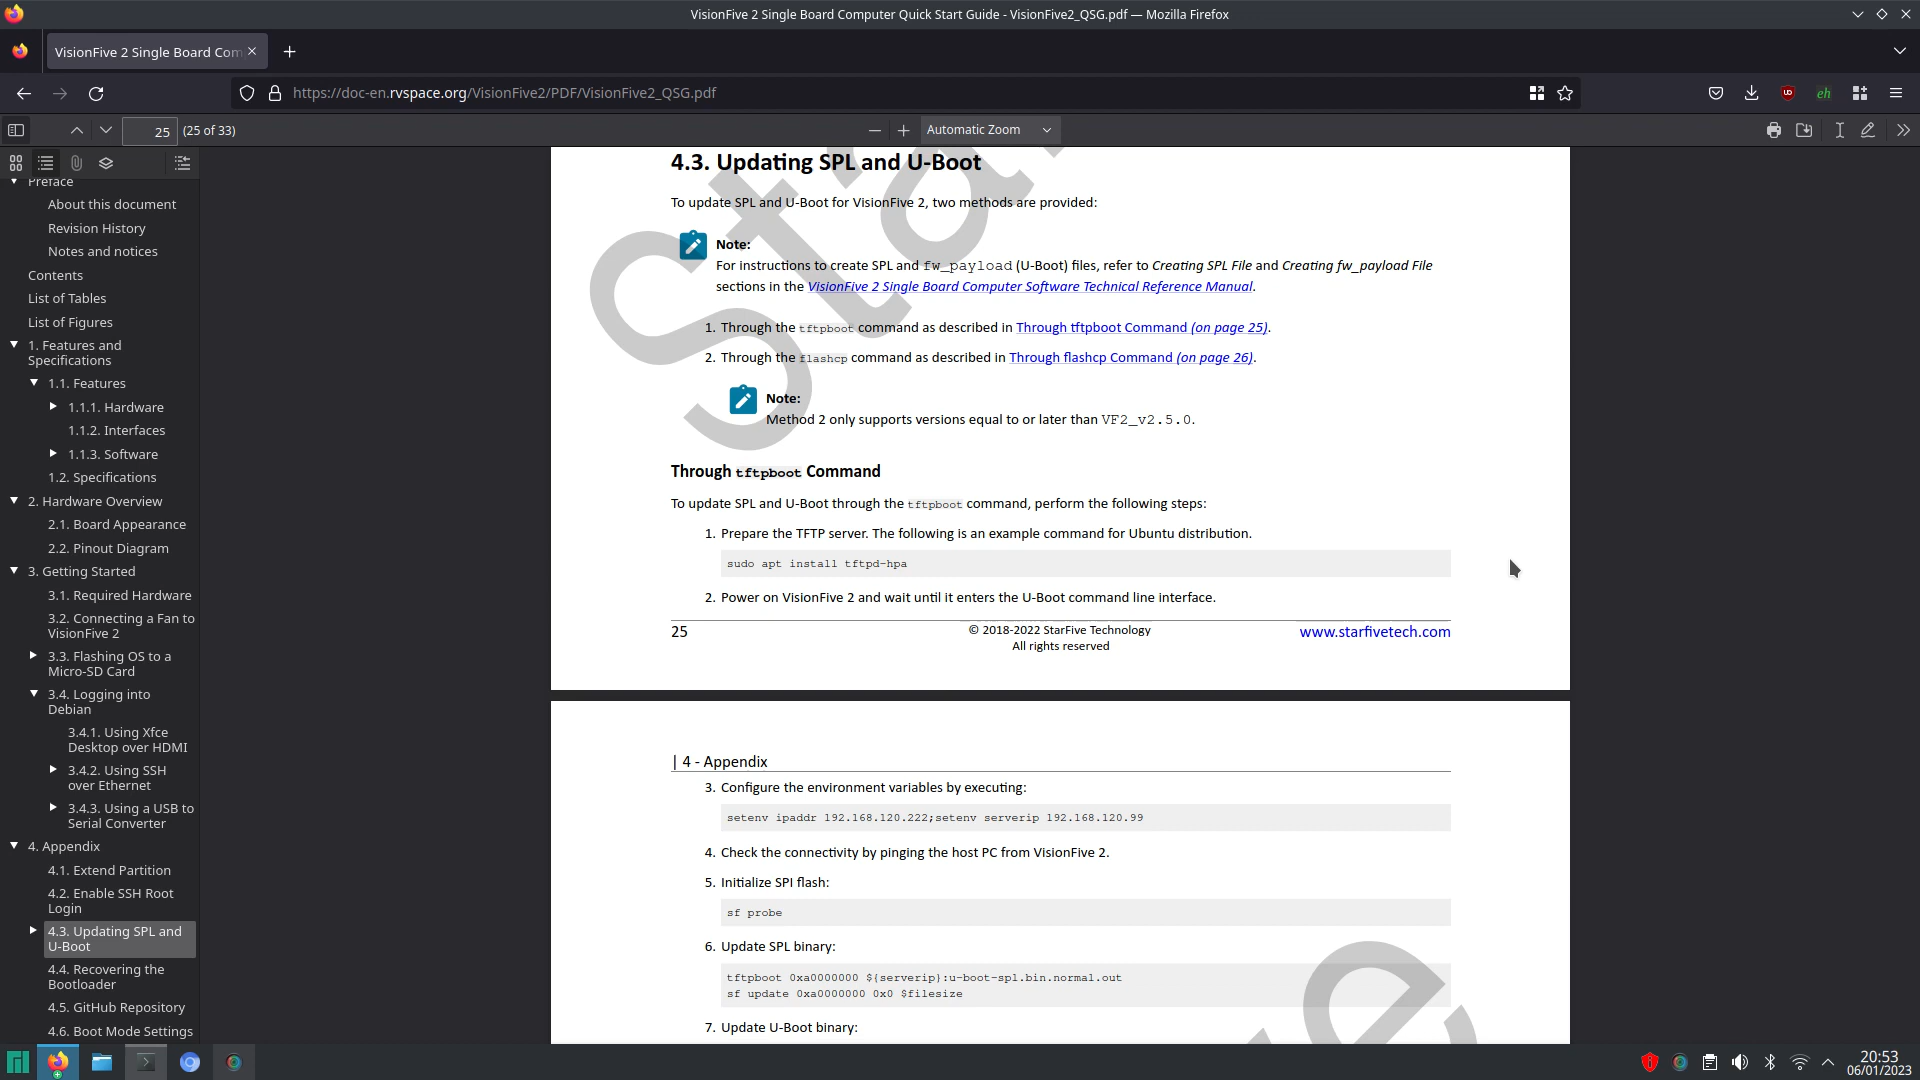 VisionFive 2 Single Board Computer Quick Start Guide - VisionFive2_QSG.pdf — Mozilla Firefox
VisionFive 2 Single Board Com
https://doc-en.rvspace.org/VisionFive2/PDF/VisionFive2_QSG.pdf
eh
25 (25 of 33)
Automatic Zoom
Preface
About this document
Revision History
Notes and notices
Contents
List of Tables
List of Figures
1. Features and
Specifications
1.1. Features
1.1.1. Hardware
1.1.2. Interfaces
1.1.3. Software
1.2. Specifications
2. Hardware Overview
2.1. Board Appearance
2.2. Pinout Diagram
3. Getting Started
3.1. Required Hardware
3.2. Connecting a Fan to
VisionFive 2
3.3. Flashing OS to a
Micro-SD Card
3.4. Logging into
Debian
3.4.1. Using Xfce
Desktop over HDMI
3.4.2. Using SSH
over Ethernet
3.4.3. Using a USB to
Serial Converter
4. Appendix
4.1. Extend Partition
4.2. Enable SSH Root
Login
4.3. Updating SPL and
U-Boot
4.4. Recovering the
Bootloader
4.5. GitHub Repository
4.6. Boot Mode Settings
4.3. Updating SPL and U-Boot
To update SPL and U-Boot for VisionFive 2, two methods are provided:
Note:
For instructions to create SPL and fw_payload (U-Boot) files, refer to Creating SPL File and Creating fw_payload File
sections in the VisionFive 2 Single Board Computer Software Technical Reference Manual.
1. Through the tftpboot command as described in Through tftpboot Command (on page 25).
2. Through the flashcp command as described in Through flashcp Command (on page 26).
Note:
Method 2 only supports versions equal to or later than VF2_v2.5.0.
Through tftpboot Command
To update SPL and U-Boot through the tftpboot command, perform the following steps:
1. Prepare the TFTP server. The following is an example command for Ubuntu distribution.
sudo apt install tftpd-hpa
2. Power on VisionFive 2 and wait until it enters the U-Boot command line interface.
25
© 2018-2022 StarFive Technology
All rights reserved
www.starfivetech.com
| 4 - Appendix
3. Configure the environment variables by executing:
setenv ipaddr 192.168.120.222;setenv serverip 192.168.120.99
4. Check the connectivity by pinging the host PC from VisionFive 2.
5. Initialize SPI flash:
sf probe
6. Update SPL binary:
tftpboot 0xa0000000 ${serverip}:u-boot-spl.bin.normal.out
sf update 0xa0000000 0x0 $filesize
7. Update U-Boot binary:
20:53
06/01/2023